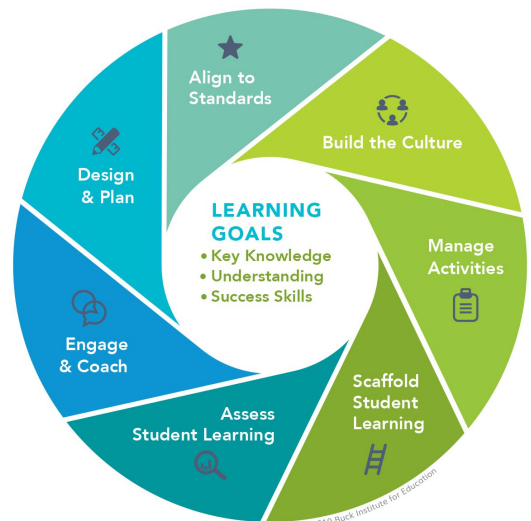 Align to
Standards
Build the Culture
Manage
Activities
Scaffold
Student
Learning
Assess
Student Learning
Engage
& Coach
Design
& Plan
LEARNING
GOALS
• Key Knowledge
• Understanding
• Success Skills
Buck Institute for Education